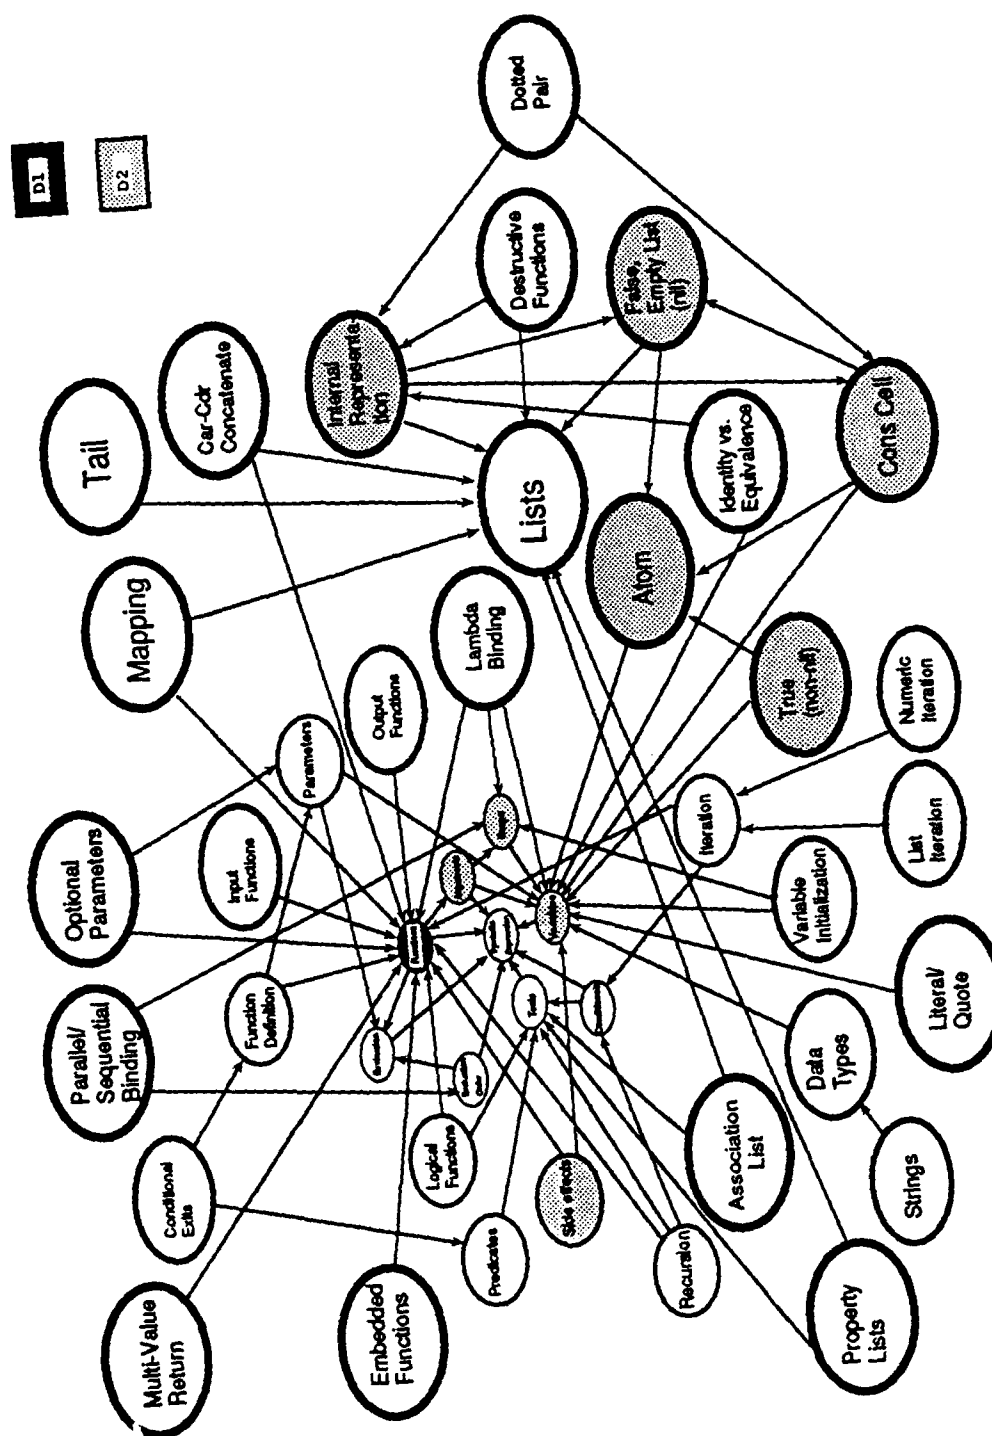 D1
D2
Multi-Value
Return
Parallel/
Sequential
Binding
Optional
Parameters
Mapping
Tail
Conditional
Exits
Function
Definition
Input
Functions
Parameters
Car-Cdr
Concatenate
Embedded
Functions
Logical
Functions
Output
Functions
Internal
Representa-
tion
Predicates
Lambda
Binding
Lists
Destructive
Functions
Dotted
Pair
Side effects
Tests
Functions
Atom
False,
Empty List
(nil)
Recursion
Iteration
Identity vs.
Equivalence
Association
List
Data
Types
Variable
Initialization
True
(non-nil)
Cons Cell
Property
Lists
Strings
Literal/
Quote
List
Iteration
Numeric
Iteration